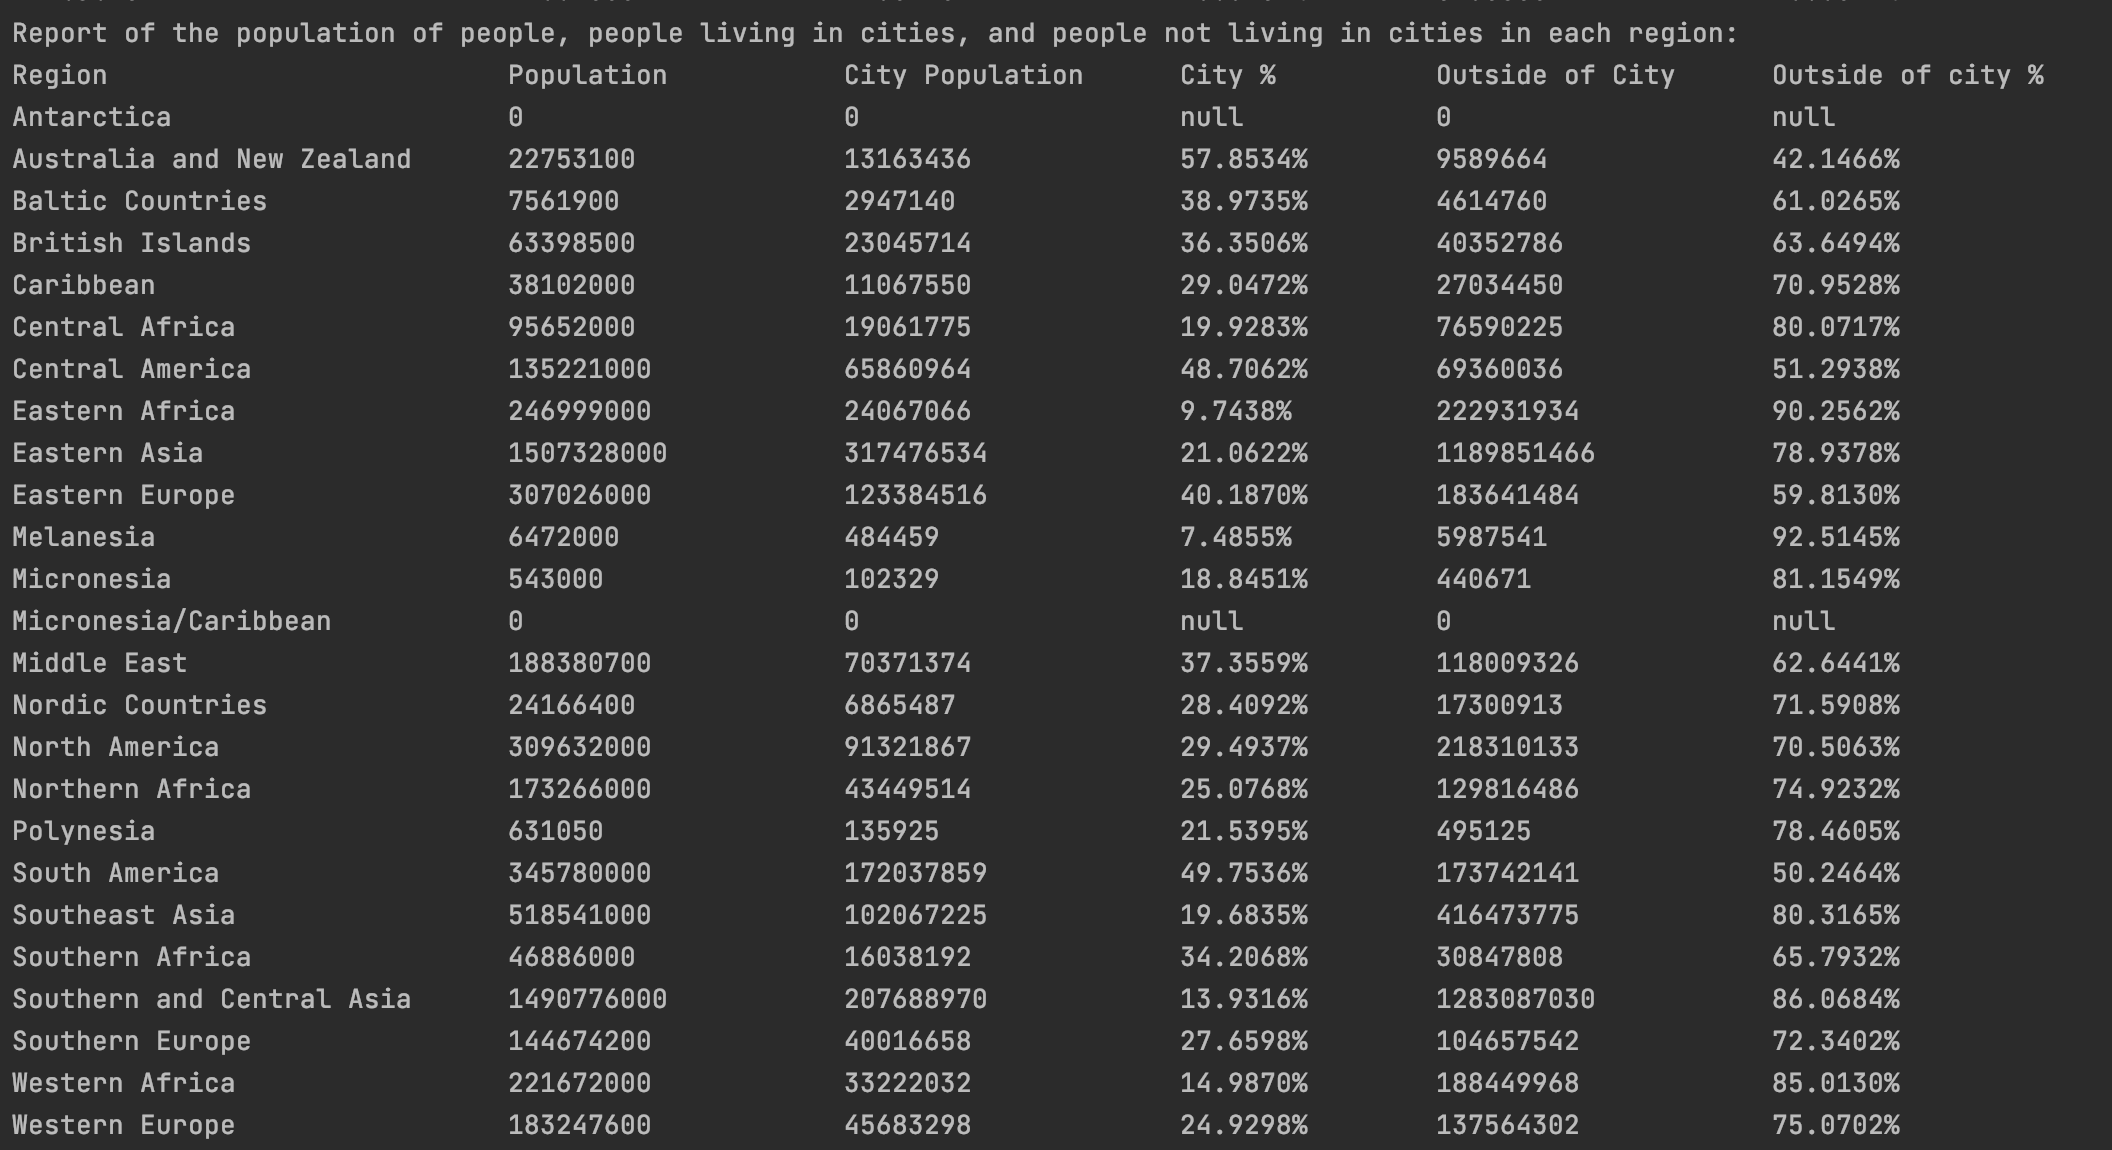 Report of the population of people, people living in cities, and people not living in cities in each region:
Region Population City Population City % Outside of City Outside of city %
Antarctica 0 0 null 0 null
Australia and New Zealand 22753100 13163436 57.8534% 9589664 42.1466%
Baltic Countries 7561900 2947140 38.9735% 4614760 61.0265%
British Islands 63398500 23045714 36.3506% 40352786 63.6494%
Caribbean 38102000 11067550 29.0472% 27034450 70.9528%
Central Africa 95652000 19061775 19.9283% 76590225 80.0717%
Central America 135221000 65860964 48.7062% 69360036 51.2938%
Eastern Africa 246999000 24067066 9.7438% 222931934 90.2562%
Eastern Asia 1507328000 317476534 21.0622% 1189851466 78.9378%
Eastern Europe 307026000 123384516 40.1870% 183641484 59.8130%
Melanesia 6472000 484459 7.4855% 5987541 92.5145%
Micronesia 543000 102329 18.8451% 440671 81.1549%
Micronesia/Caribbean 0 0 null 0 null
Middle East 188380700 70371374 37.3559% 118009326 62.6441%
Nordic Countries 24166400 6865487 28.4092% 17300913 71.5908%
North America 309632000 91321867 29.4937% 218310133 70.5063%
Northern Africa 173266000 43449514 25.0768% 129816486 74.9232%
Polynesia 631050 135925 21.5395% 495125 78.4605%
South America 345780000 172037859 49.7536% 173742141 50.2464%
Southeast Asia 518541000 102067225 19.6835% 416473775 80.3165%
Southern Africa 46886000 16038192 34.2068% 30847808 65.7932%
Southern and Central Asia 1490776000 207688970 13.9316% 1283087030 86.0684%
Southern Europe 144674200 40016658 27.6598% 104657542 72.3402%
Western Africa 221672000 33222032 14.9870% 188449968 85.0130%
Western Europe 183247600 45683298 24.9298% 137564302 75.0702%